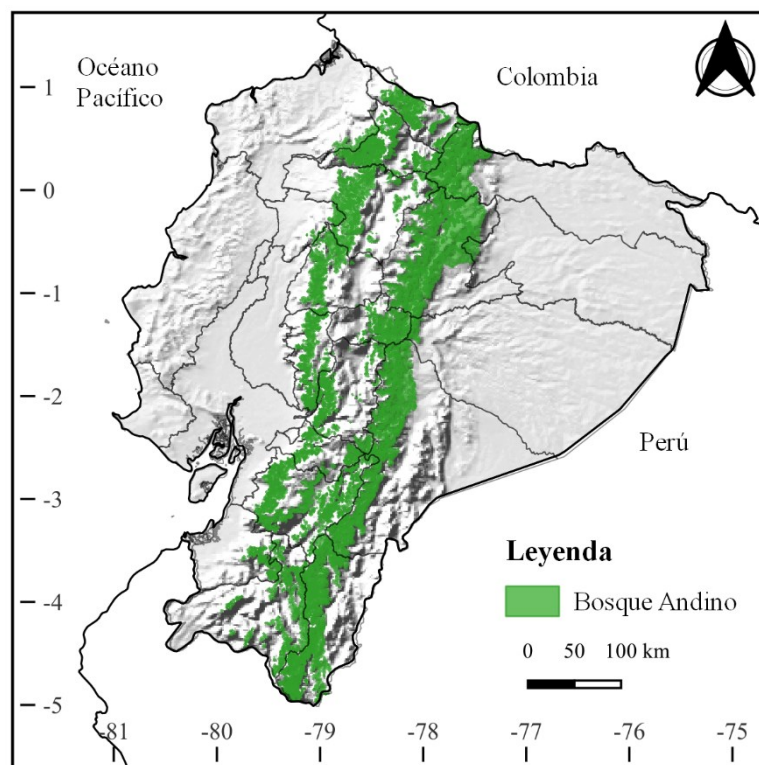 Océano
Pacífico
Colombia
Perú
Leyenda
Bosque Andino
0 50 100 km
1
0
-1
-2
-3
-4
-5
-81 -80 -79 -78 -77 -76 -75